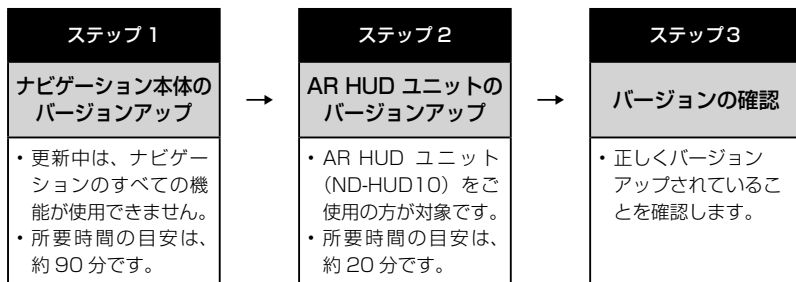 ステップ 1
ナビゲーション本体の
バージョンアップ
・更新中は、ナビゲー
ションのすべての機
能が使用できません。
・所要時間の目安は、
約 90 分です。
→
ステップ 2
AR HUD ユニットの
バージョンアップ
・AR HUD ユニット
（ND-HUD10）をご
使用の方が対象です。
・所要時間の目安は、
約 20 分です。
→
ステップ3
バージョンの確認
・正しくバージョン
アップされているこ
とを確認します。